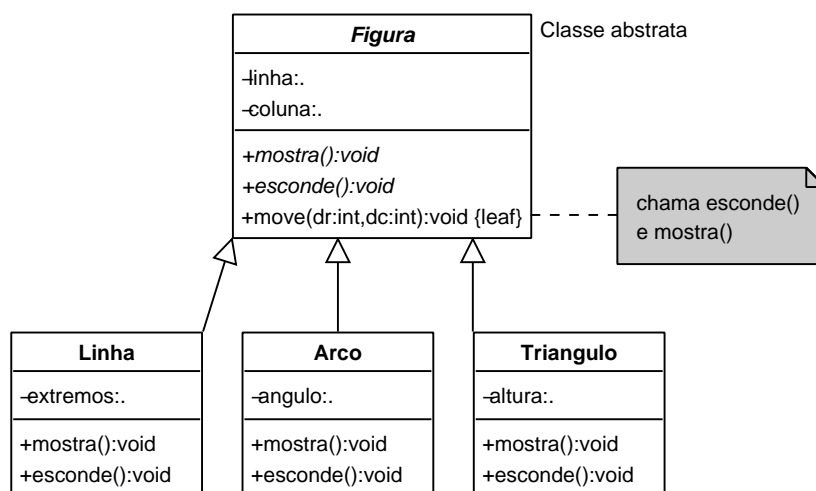 Figura
Classe abstrata
-linha:.
-coluna:.
+mostra():void
+esconde():void
+move(dr:int,dc:int):void {leaf}
chama esconde()
e mostra()
Linha
-extremos:.
+mostra():void
+esconde():void
Arco
-angulo:.
+mostra():void
+esconde():void
Triangulo
-altura:.
+mostra():void
+esconde():void